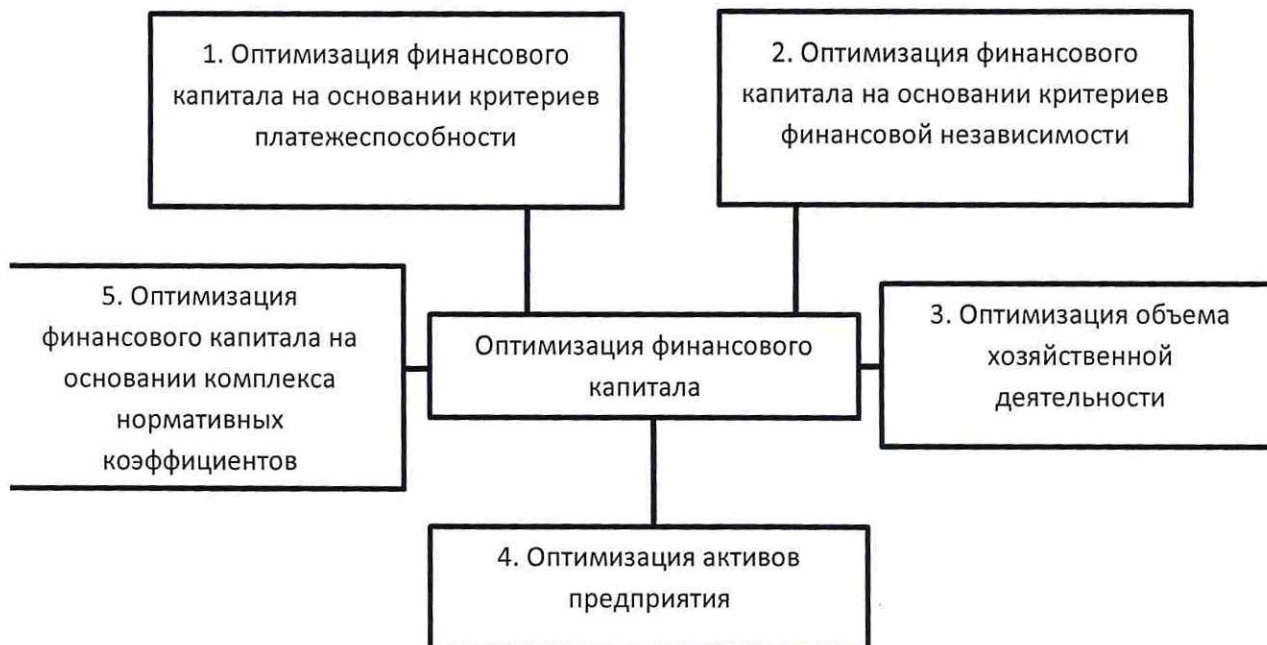 1. Оптимизация финансового
капитала на основании критериев
платежеспособности
2. Оптимизация финансового
капитала на основании критериев
финансовой независимости
5. Оптимизация
финансового капитала на
основании комплекса
нормативных
коэффициентов
Оптимизация финансового
капитала
3. Оптимизация объема
хозяйственной
деятельности
4. Оптимизация активов
предприятия